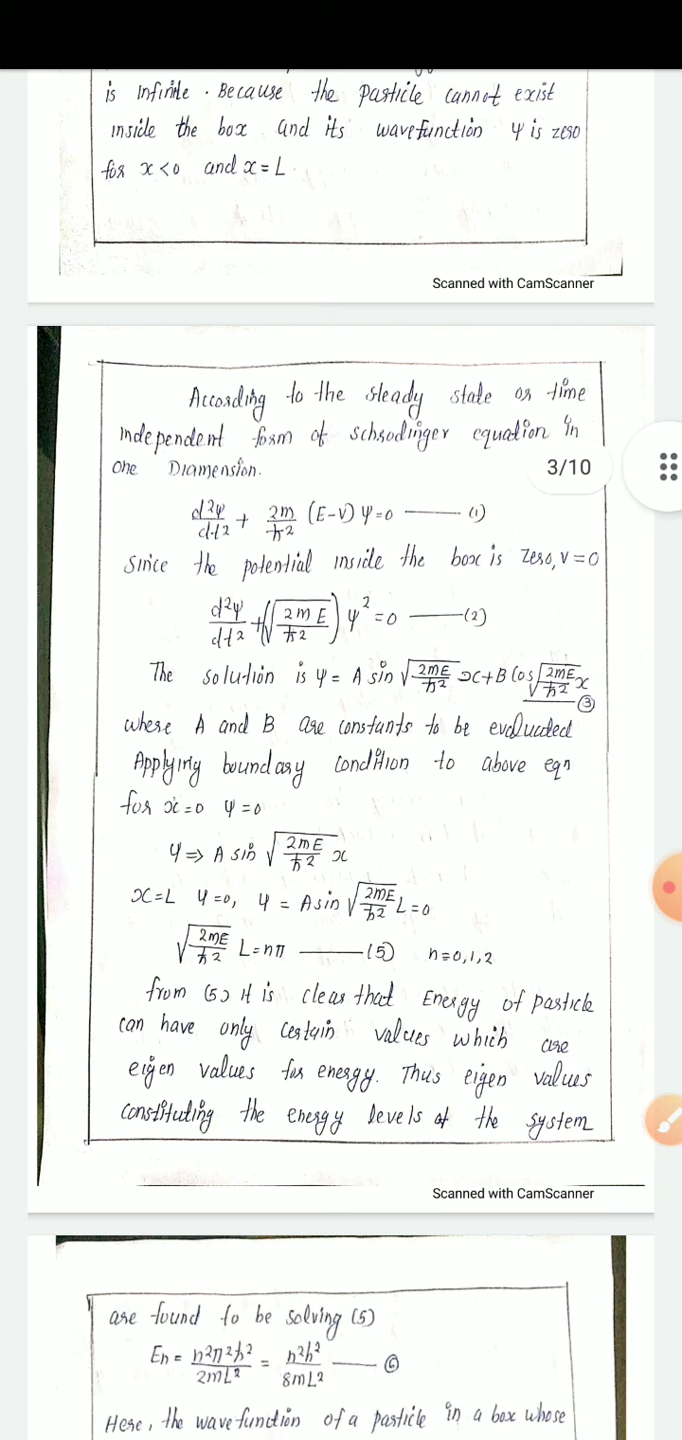 is infinite. Because the particle cannot exist
inside the box and its wavefunction ψ is zero
for x<0 and x=L.
Scanned with CamScanner
According to the steady state or time
independent form of schrodinger equation in
one Diamension.
3/10
d²ψ/dt² + 2m/ħ² (E-V) ψ=0 —— (1)
Since the potential inside the box is zero, V=0
d²ψ/dt² + (√2mE/ħ²) ψ² =0 —— (2)
The solution is ψ = A sin √2mE/ħ² x + B Cos √2mE/ħ² x
③
where A and B are constants to be evaluated
Applying boundary condition to above eqn
for x=0 ψ=0
ψ ⇒ A sin √2mE/ħ² x
x=L ψ=0, ψ = A sin √2mE/ħ² L=0
√2mE/ħ² L=nπ —— (5) n=0,1,2
from (5) it is clear that Energy of particle
can have only certain values which are
eigen values for energy. Thus eigen values
constituting the energy levels of the system
Scanned with CamScanner
are found to be solving (5)
En = n²π²ħ²/2mL² = n²h²/8mL² —— ⑥
Here, the wavefunction of a particle in a box whose